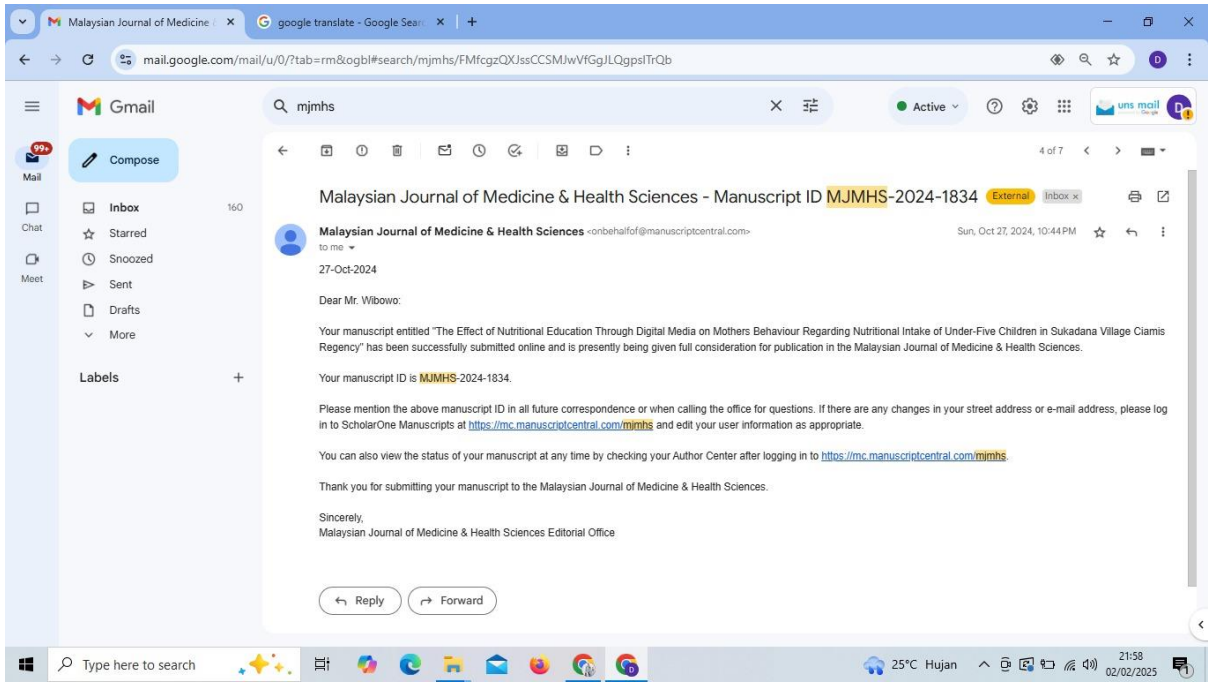 Malaysian Journal of Medicine &
google translate - Google Searc
mail.google.com/mail/u/0/?tab=rm&ogbl#search/mjmhs/FMfcgzQXJssCCSMJwVfGgJLQgpslTrQb
D
Gmail
mjmhs
Active
uns mail
D
99+
Mail
Chat
Meet
Compose
Inbox 160
Starred
Snoozed
Sent
Drafts
More
Labels
4 of 7
Malaysian Journal of Medicine & Health Sciences - Manuscript ID MJMHS-2024-1834 External Inbox x
Malaysian Journal of Medicine & Health Sciences <onbehalfof@manuscriptcentral.com> Sun, Oct 27, 2024, 10:44 PM
to me
27-Oct-2024
Dear Mr. Wibowo:
Your manuscript entitled "The Effect of Nutritional Education Through Digital Media on Mothers Behaviour Regarding Nutritional Intake of Under-Five Children in Sukadana Village Ciamis
Regency" has been successfully submitted online and is presently being given full consideration for publication in the Malaysian Journal of Medicine & Health Sciences.
Your manuscript ID is MJMHS-2024-1834.
Please mention the above manuscript ID in all future correspondence or when calling the office for questions. If there are any changes in your street address or e-mail address, please log
in to ScholarOne Manuscripts at https://mc.manuscriptcentral.com/mjmhs and edit your user information as appropriate.
You can also view the status of your manuscript at any time by checking your Author Center after logging in to https://mc.manuscriptcentral.com/mjmhs.
Thank you for submitting your manuscript to the Malaysian Journal of Medicine & Health Sciences.
Sincerely,
Malaysian Journal of Medicine & Health Sciences Editorial Office
Reply
Forward
Type here to search
25°C Hujan
21:58
02/02/2025